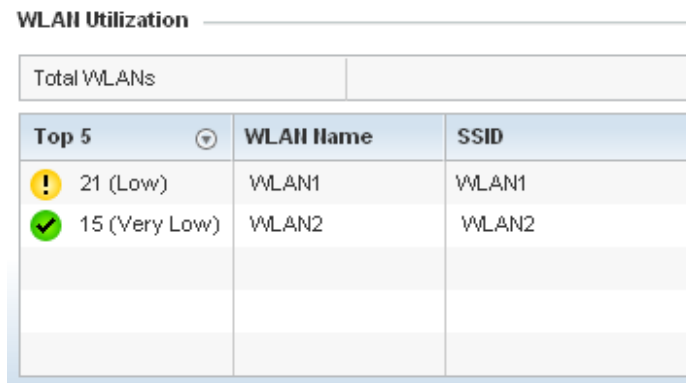 WLAN Utilization
Total WLANs
Top 5 WLAN Name SSID
21 (Low) WLAN1 WLAN1
15 (Very Low) WLAN2 WLAN2